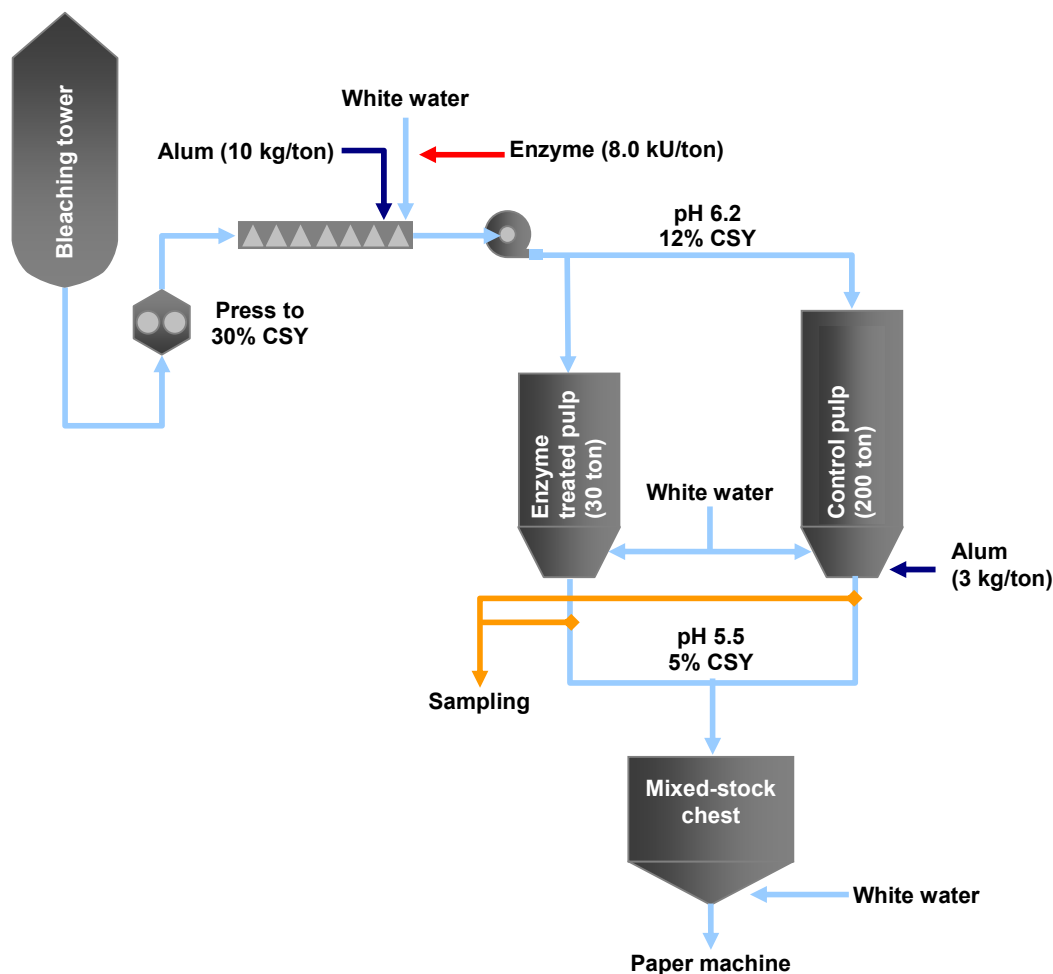 Bleaching tower
White water
Alum (10 kg/ton)
Enzyme (8.0 kU/ton)
pH 6.2
12% CSY
Press to
30% CSY
Enzyme
treated pulp
(30 ton)
Control pulp
(200 ton)
White water
Alum
(3 kg/ton)
pH 5.5
5% CSY
Sampling
Mixed-stock
chest
White water
Paper machine